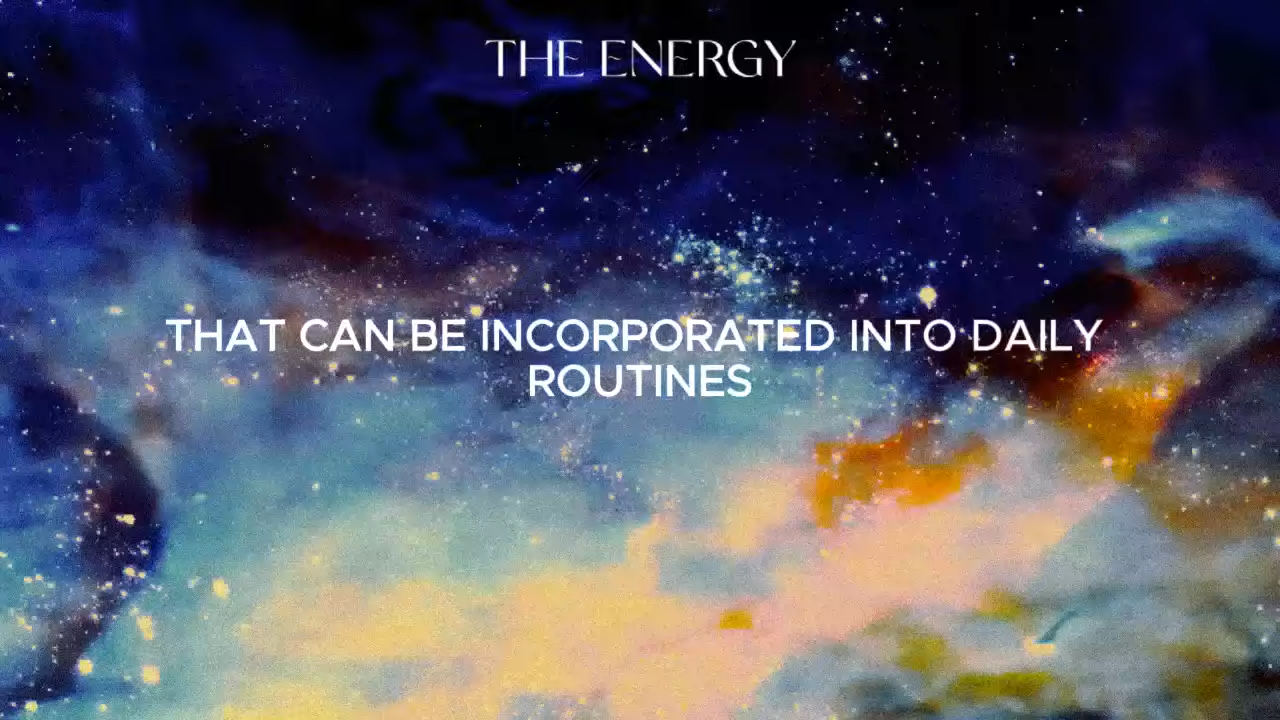 THE ENERGY
THAT CAN BE INCORPORATED INTO DAILY
ROUTINES